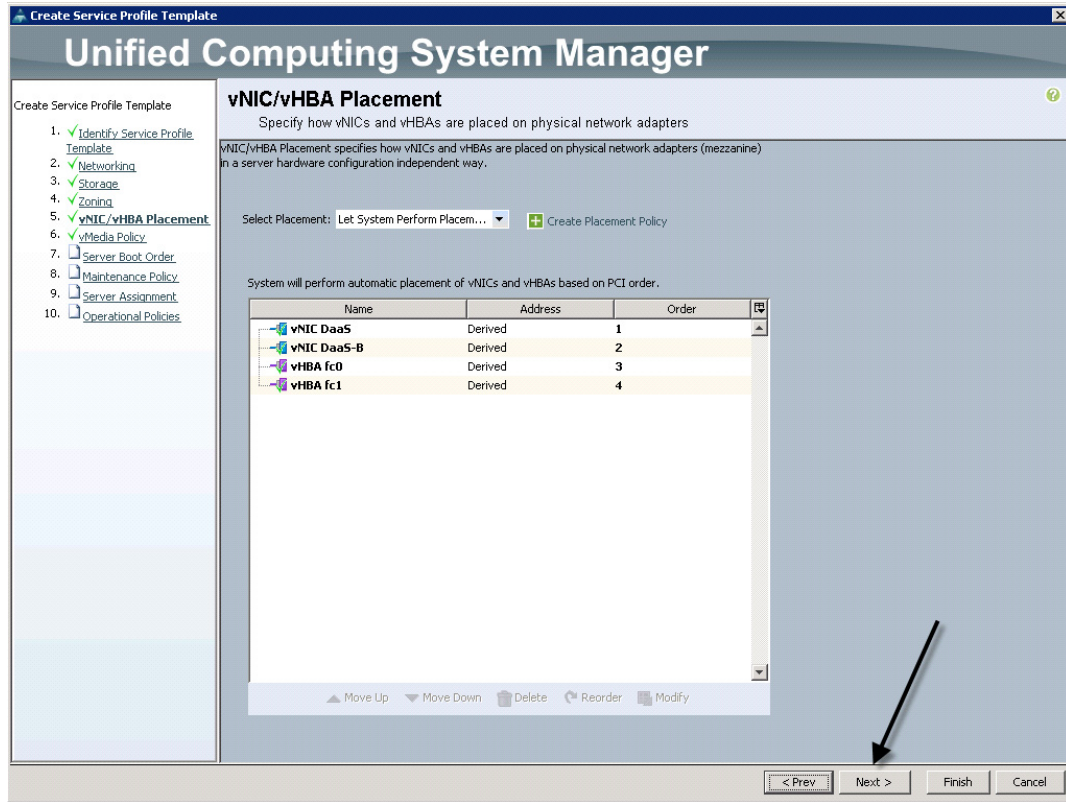 Create Service Profile Template
Unified Computing System Manager
Create Service Profile Template
1. Identify Service Profile
Template
2. Networking
3. Storage
4. Zoning
5. vNIC/vHBA Placement
6. vMedia Policy
7. Server Boot Order
8. Maintenance Policy
9. Server Assignment
10. Operational Policies
vNIC/vHBA Placement
Specify how vNICs and vHBAs are placed on physical network adapters
vNIC/vHBA Placement specifies how vNICs and vHBAs are placed on physical network adapters (mezzanine)
in a server hardware configuration independent way.
Select Placement: Let System Perform Placem... Create Placement Policy
System will perform automatic placement of vNICs and vHBAs based on PCI order.
Name Address Order
vNIC DaaS Derived 1
vNIC DaaS-B Derived 2
vHBA fc0 Derived 3
vHBA fc1 Derived 4
Move Up Move Down Delete Reorder Modify
< Prev Next > Finish Cancel